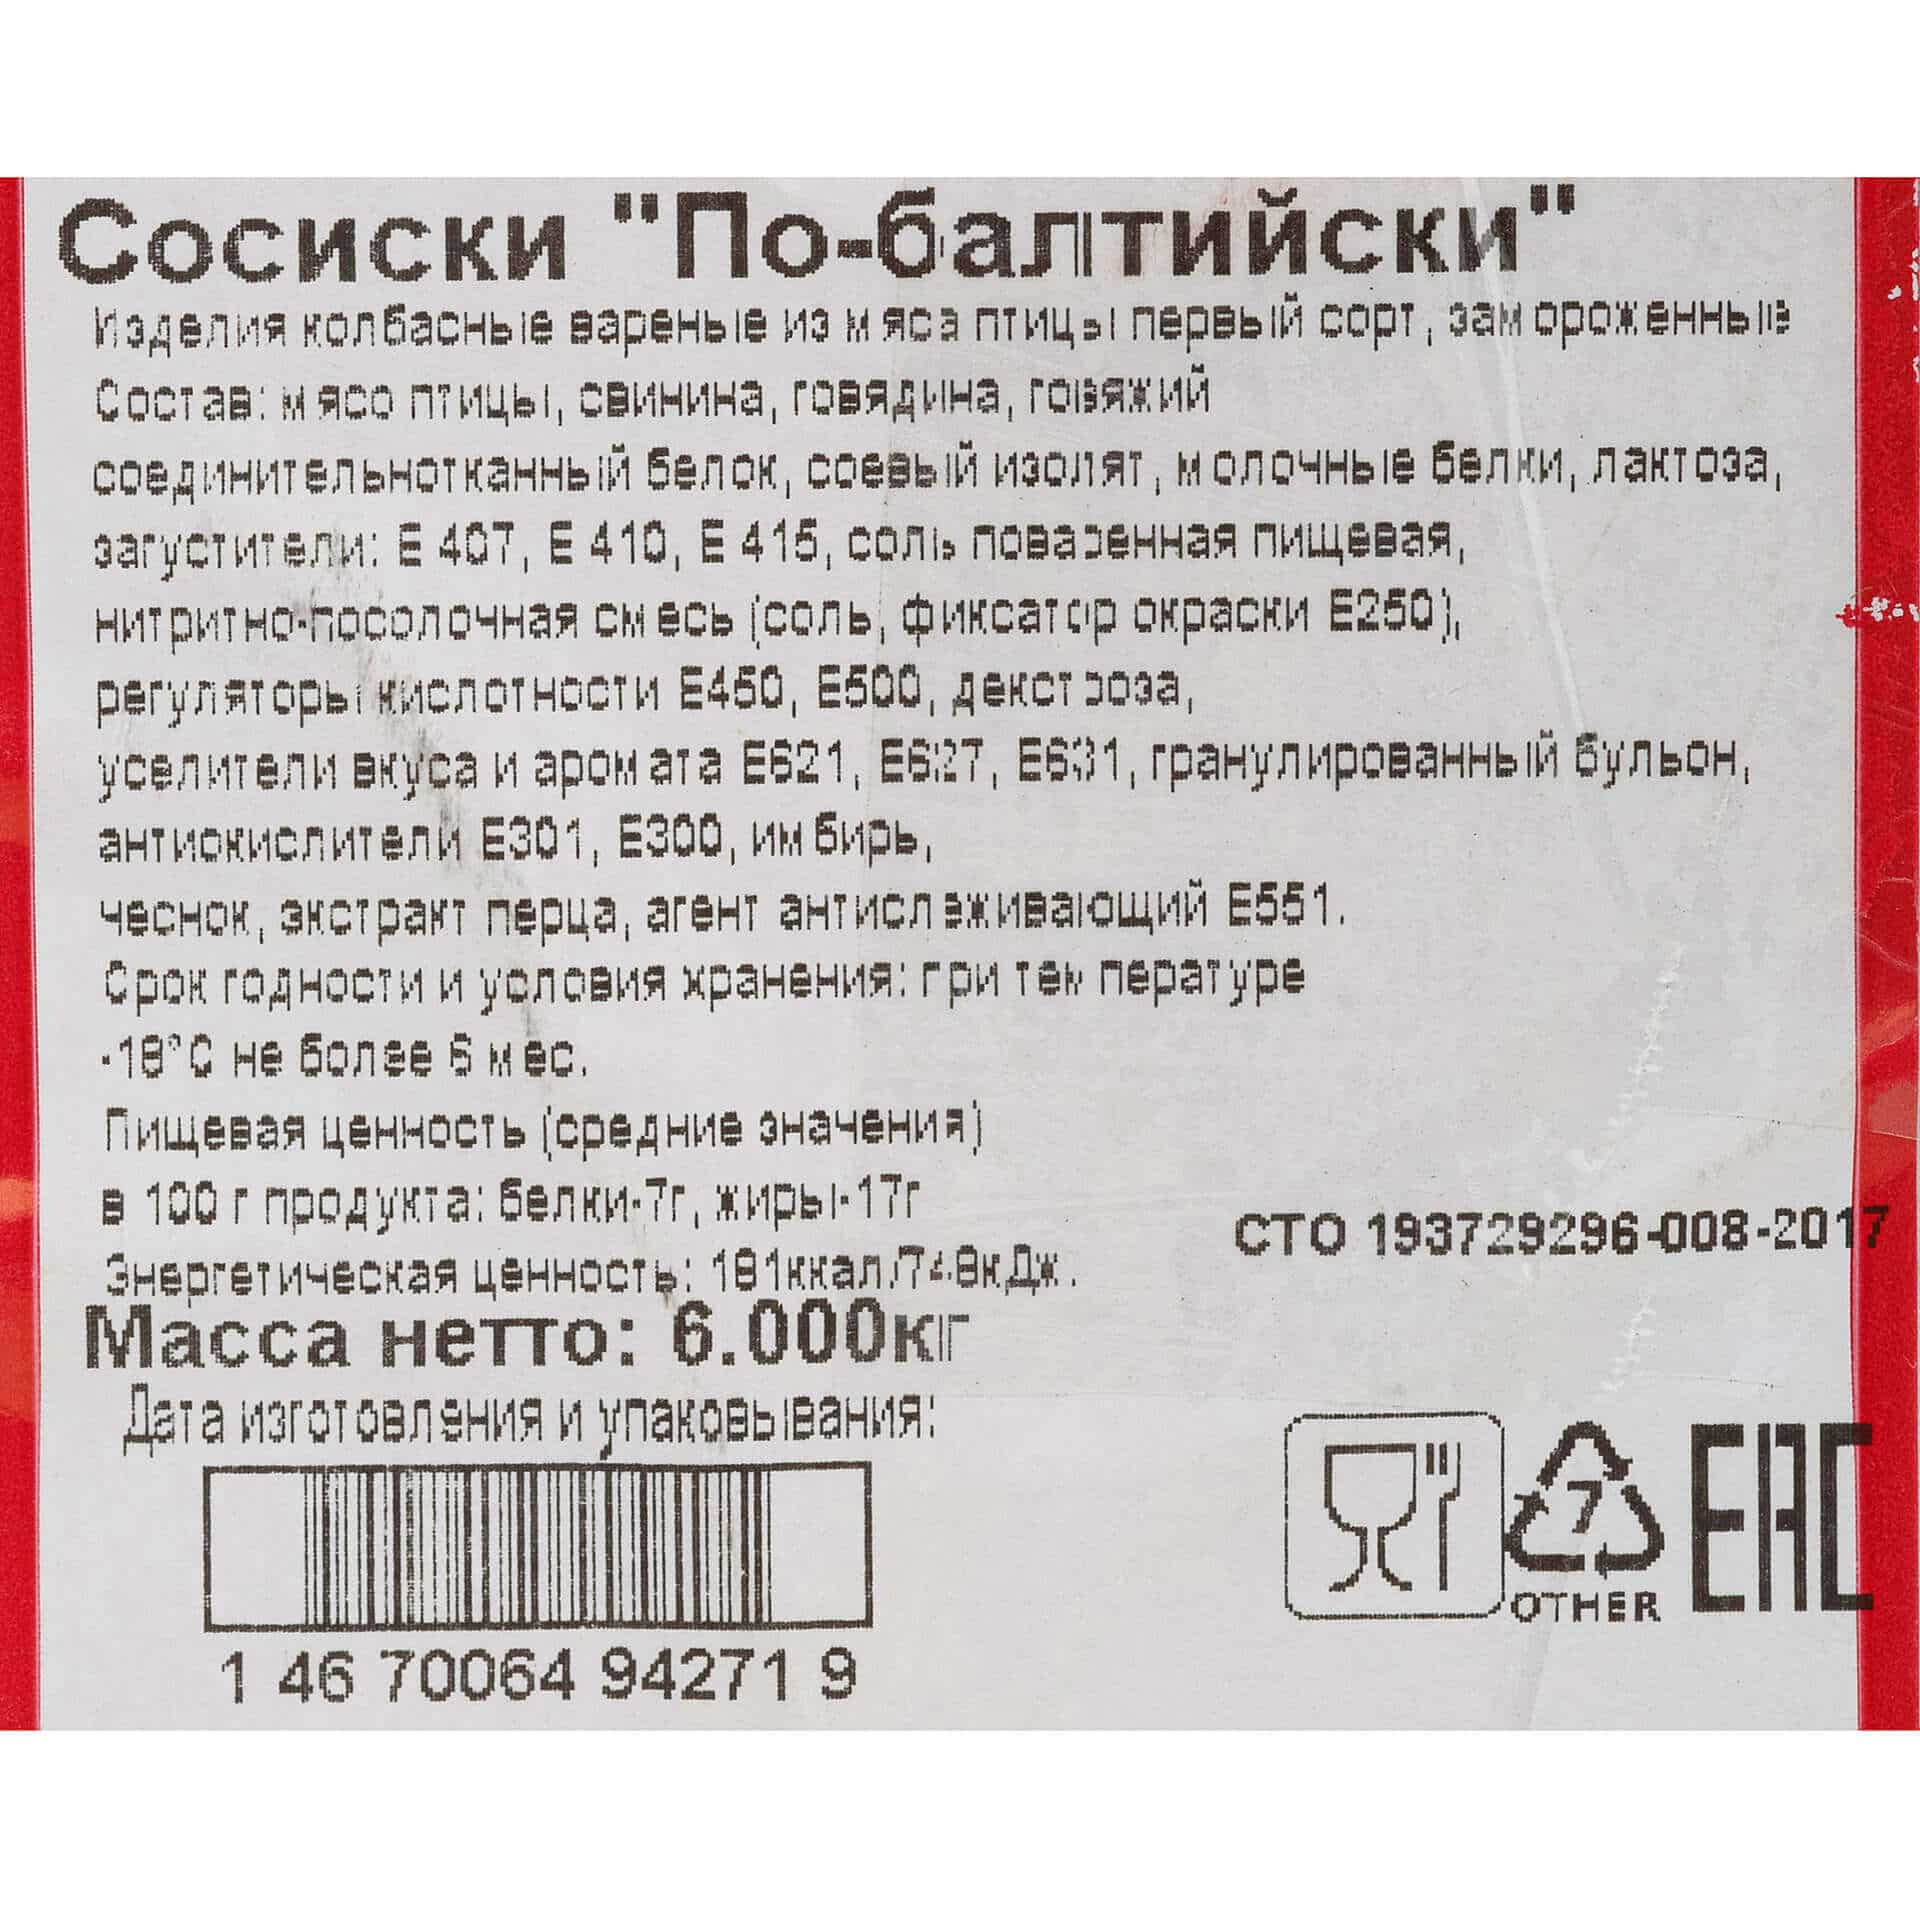 Сосиски "По-балтийски"
Изделия колбасные вареные из мяса птицы первый сорт, замороженные
Состав: мясо птицы, свинина, говядина, говяжий
соединительнотканный белок, соевый изолят, молочные белки, лактоза,
загустители: Е 407, Е 410, Е 415, соль поваренная пищевая,
нитритно-посолочная смесь (соль, фиксатор окраски Е250),
регуляторы кислотности Е450, Е500, декстроза,
уселители вкуса и аромата Е621, Е627, Е631, гранулированный бульон,
антиокислители Е301, Е300, имбирь,
чеснок, экстракт перца, агент антислеживающий Е551.
Срок годности и условия хранения: при температуре
-18°С не более 6 мес.
Пищевая ценность (средние значения)
в 100 г продукта: белки-7г, жиры-17г
Энергетическая ценность: 181ккал/748кДж.
СТО 193729296-008-2017
Масса нетто: 6.000кг
Дата изготовления и упаковывания:
1 46 70064 94271 9
7
OTHER
EAC